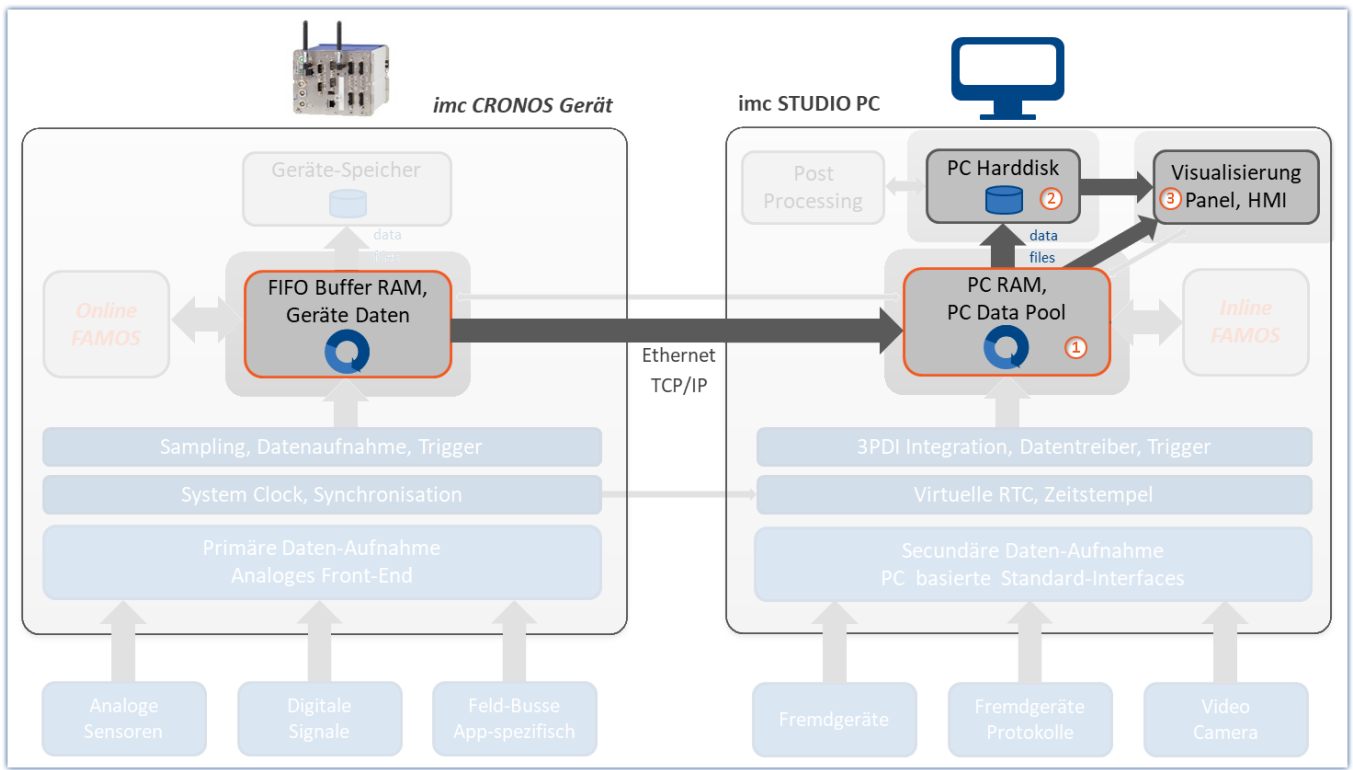 imc CRONOS Gerät
imc STUDIO PC
Geräte-Speicher
data
files
Online
FAMOS
FIFO Buffer RAM,
Geräte Daten
Ethernet
TCP/IP
Sampling, Datenaufnahme, Trigger
System Clock, Synchronisation
Primäre Daten-Aufnahme
Analoges Front-End
Analoge
Sensoren
Digitale
Signale
Feld-Busse
App-spezifisch
Post
Processing
PC Harddisk
2
Visualisierung
3 Panel, HMI
data
files
PC RAM,
PC Data Pool
1
Inline
FAMOS
3PDI Integration, Datentreiber, Trigger
Virtuelle RTC, Zeitstempel
Secundäre Daten-Aufnahme
PC basierte Standard-Interfaces
Fremdgeräte
Fremdgeräte
Protokolle
Video
Camera